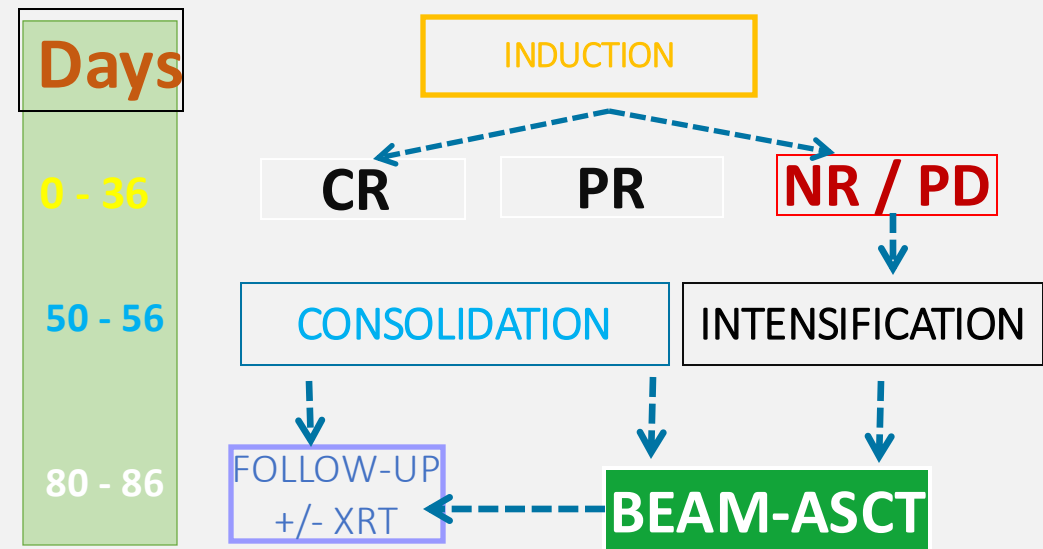 Days
INDUCTION
0 - 36
CR
PR
NR / PD
50 - 56
CONSOLIDATION
INTENSIFICATION
80 - 86
FOLLOW-UP
+/- XRT
BEAM-ASCT